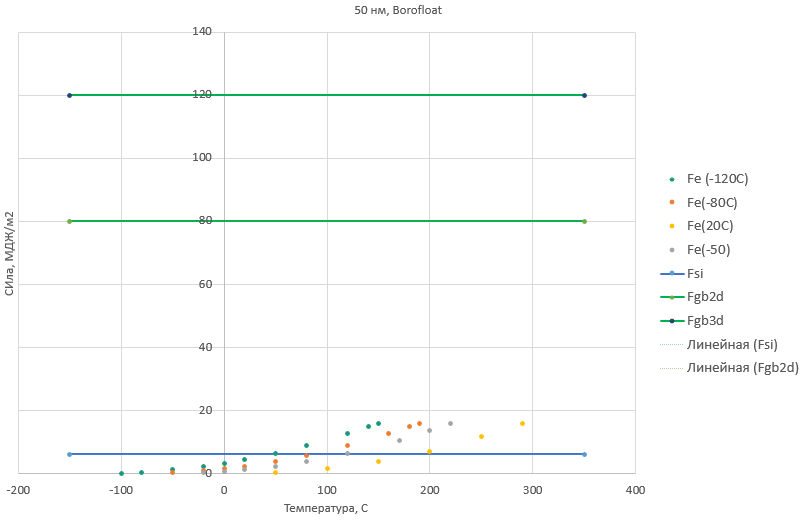 50 нм, Borofloat
140
120
100
80
60
40
20
0
-200 -100 0 100 200 300 400
Температура, С
СИла, МДЖ/м2
Fe (-120C)
Fe(-80C)
Fe(20C)
Fe(-50)
Fsi
Fgb2d
Fgb3d
Линейная (Fsi)
Линейная (Fgb2d)